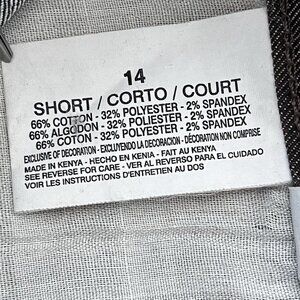 14
SHORT / CORTO / COURT
66% COTTON - 32% POLYESTER - 2% SPANDEX
66% ALGODON - 32% POLIESTER - 2% SPANDEX
66% COTON - 32% POLYESTER - 2% SPANDEX
EXCLUSIVE OF DECORATION - EXCLUYENDO LA DECORACION - DÉCORATION NON COMPRISE
MADE IN KENYA - HECHO EN KENIA - FAIT AU KENYA
SEE REVERSE FOR CARE - VER AL REVERSO PARA EL CUIDADO
VOIR LES INSTRUCTIONS D'ENTRETIEN AU DOS